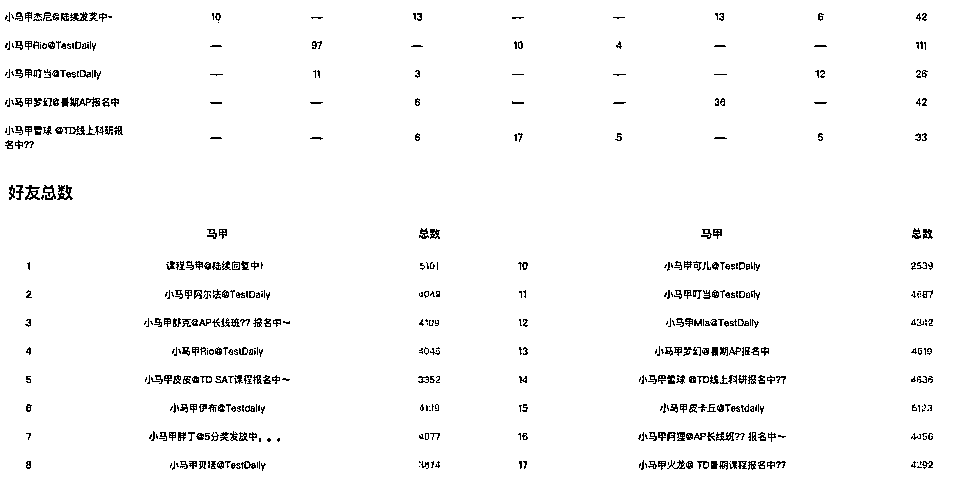 小马甲杰尼@陆续发奖中~ 10 — 13 — — 13 6 42
小马甲Rio@TestDaily — 97 — 10 4 — — 111
小马甲叮当@TestDaily — 11 3 — — — 12 26
小马甲梦幻@暑期AP报名中 — — 6 — — 36 — 42
小马甲雪球 @TD线上科研报 — — 6 17 5 — 5 33
名中??
好友总数
马甲 总数 马甲 总数
1 课程马甲@陆续回复中! 5101 10 小马甲可儿@TestDaily 2539
2 小马甲阿尔法@TestDaily 4049 11 小马甲叮当@TestDaily 4687
3 小马甲舒克@AP长线班?? 报名中~ 4109 12 小马甲Mia@TestDaily 4342
4 小马甲Rio@TestDaily 4045 13 小马甲梦幻@暑期AP报名中 4619
5 小马甲皮皮@TD SAT课程报名中~ 3352 14 小马甲雪球 @TD线上科研报名中?? 4636
6 小马甲伊布@Testdaily 15 小马甲皮卡丘@Testdaily 5123
7 小马甲胖丁@5分奖发放中。。。 4077 16 小马甲阿狸@AP长线班?? 报名中~ 4456
8 小马甲贝塔@TestDaily 17 小马甲火龙@ TD暑期课程报名中?? 4292